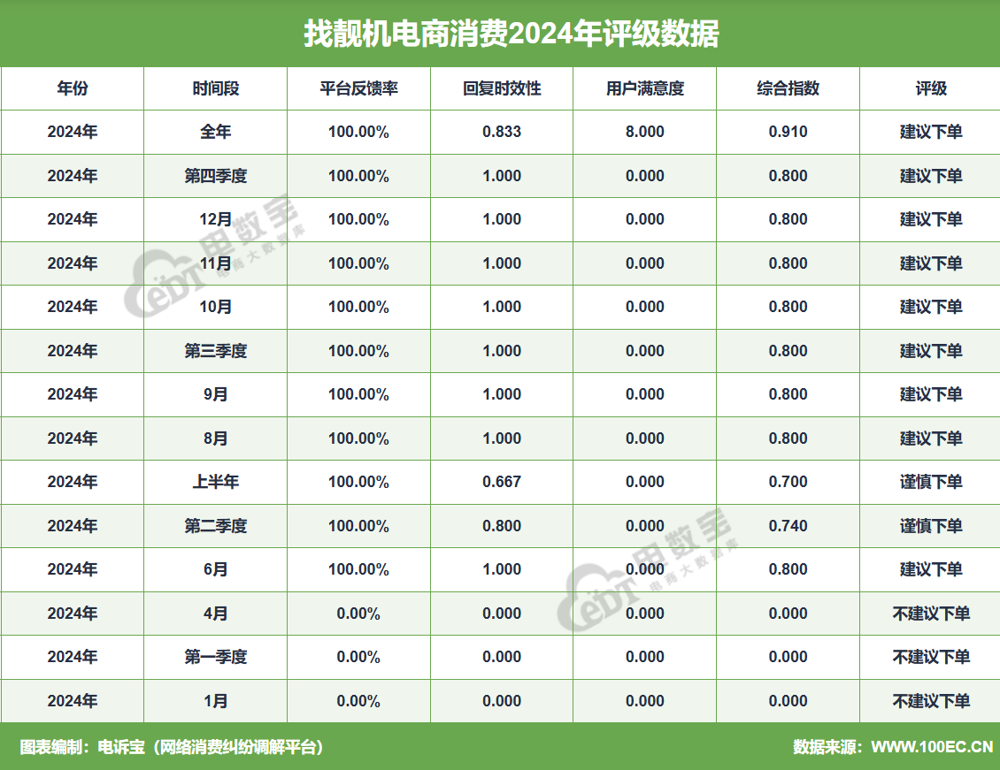 找靓机电商消费2024年评级数据
年份 时间段 平台反馈率 回复时效性 用户满意度 综合指数 评级
2024年 全年 100.00% 0.833 8.000 0.910 建议下单
2024年 第四季度 100.00% 1.000 0.000 0.800 建议下单
2024年 12月 100.00% 1.000 0.000 0.800 建议下单
2024年 11月 100.00% 1.000 0.000 0.800 建议下单
2024年 10月 100.00% 1.000 0.000 0.800 建议下单
2024年 第三季度 100.00% 1.000 0.000 0.800 建议下单
2024年 9月 100.00% 1.000 0.000 0.800 建议下单
2024年 8月 100.00% 1.000 0.000 0.800 建议下单
2024年 上半年 100.00% 0.667 0.000 0.700 谨慎下单
2024年 第二季度 100.00% 0.800 0.000 0.740 谨慎下单
2024年 6月 100.00% 1.000 0.000 0.800 建议下单
2024年 4月 0.00% 0.000 0.000 0.000 不建议下单
2024年 第一季度 0.00% 0.000 0.000 0.000 不建议下单
2024年 1月 0.00% 0.000 0.000 0.000 不建议下单
图表编制：电诉宝（网络消费纠纷调解平台） 数据来源：WWW.100EC.CN
eDT 电数宝
电商大数据库
eDT 电数宝
电商大数据库